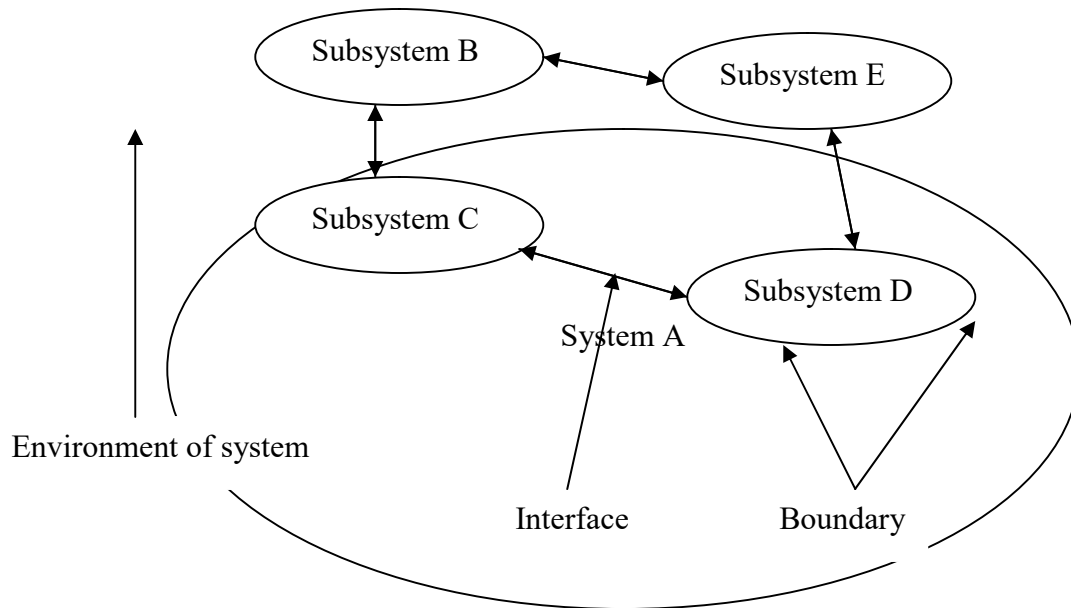 Subsystem B
Subsystem E
Subsystem C
Subsystem D
System A
Environment of system
Interface
Boundary